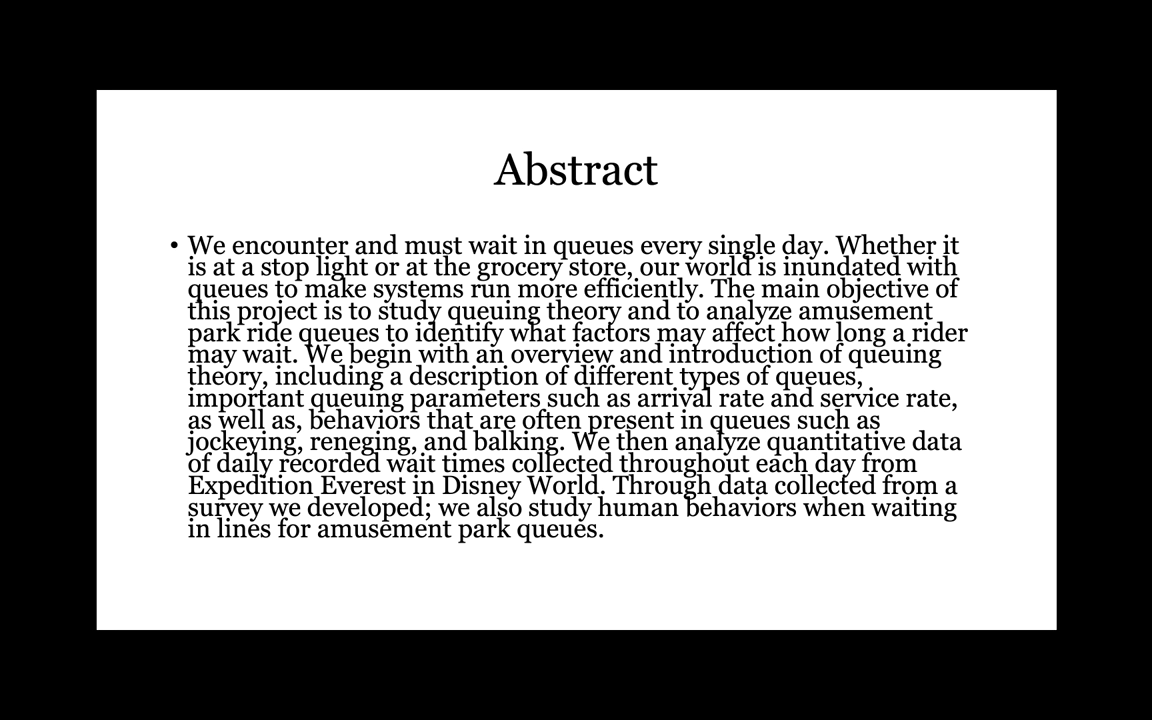 Abstract
• We encounter and must wait in queues every single day. Whether it
is at a stop light or at the grocery store, our world is inundated with
queues to make systems run more efficiently. The main objective of
this project is to study queuing theory and to analyze amusement
park ride queues to identify what factors may affect how long a rider
may wait. We begin with an overview and introduction of queuing
theory, including a description of different types of queues,
important queuing parameters such as arrival rate and service rate,
as well as, behaviors that are often present in queues such as
jockeying, reneging, and balking. We then analyze quantitative data
of daily recorded wait times collected throughout each day from
Expedition Everest in Disney World. Through data collected from a
survey we developed; we also study human behaviors when waiting
in lines for amusement park queues.